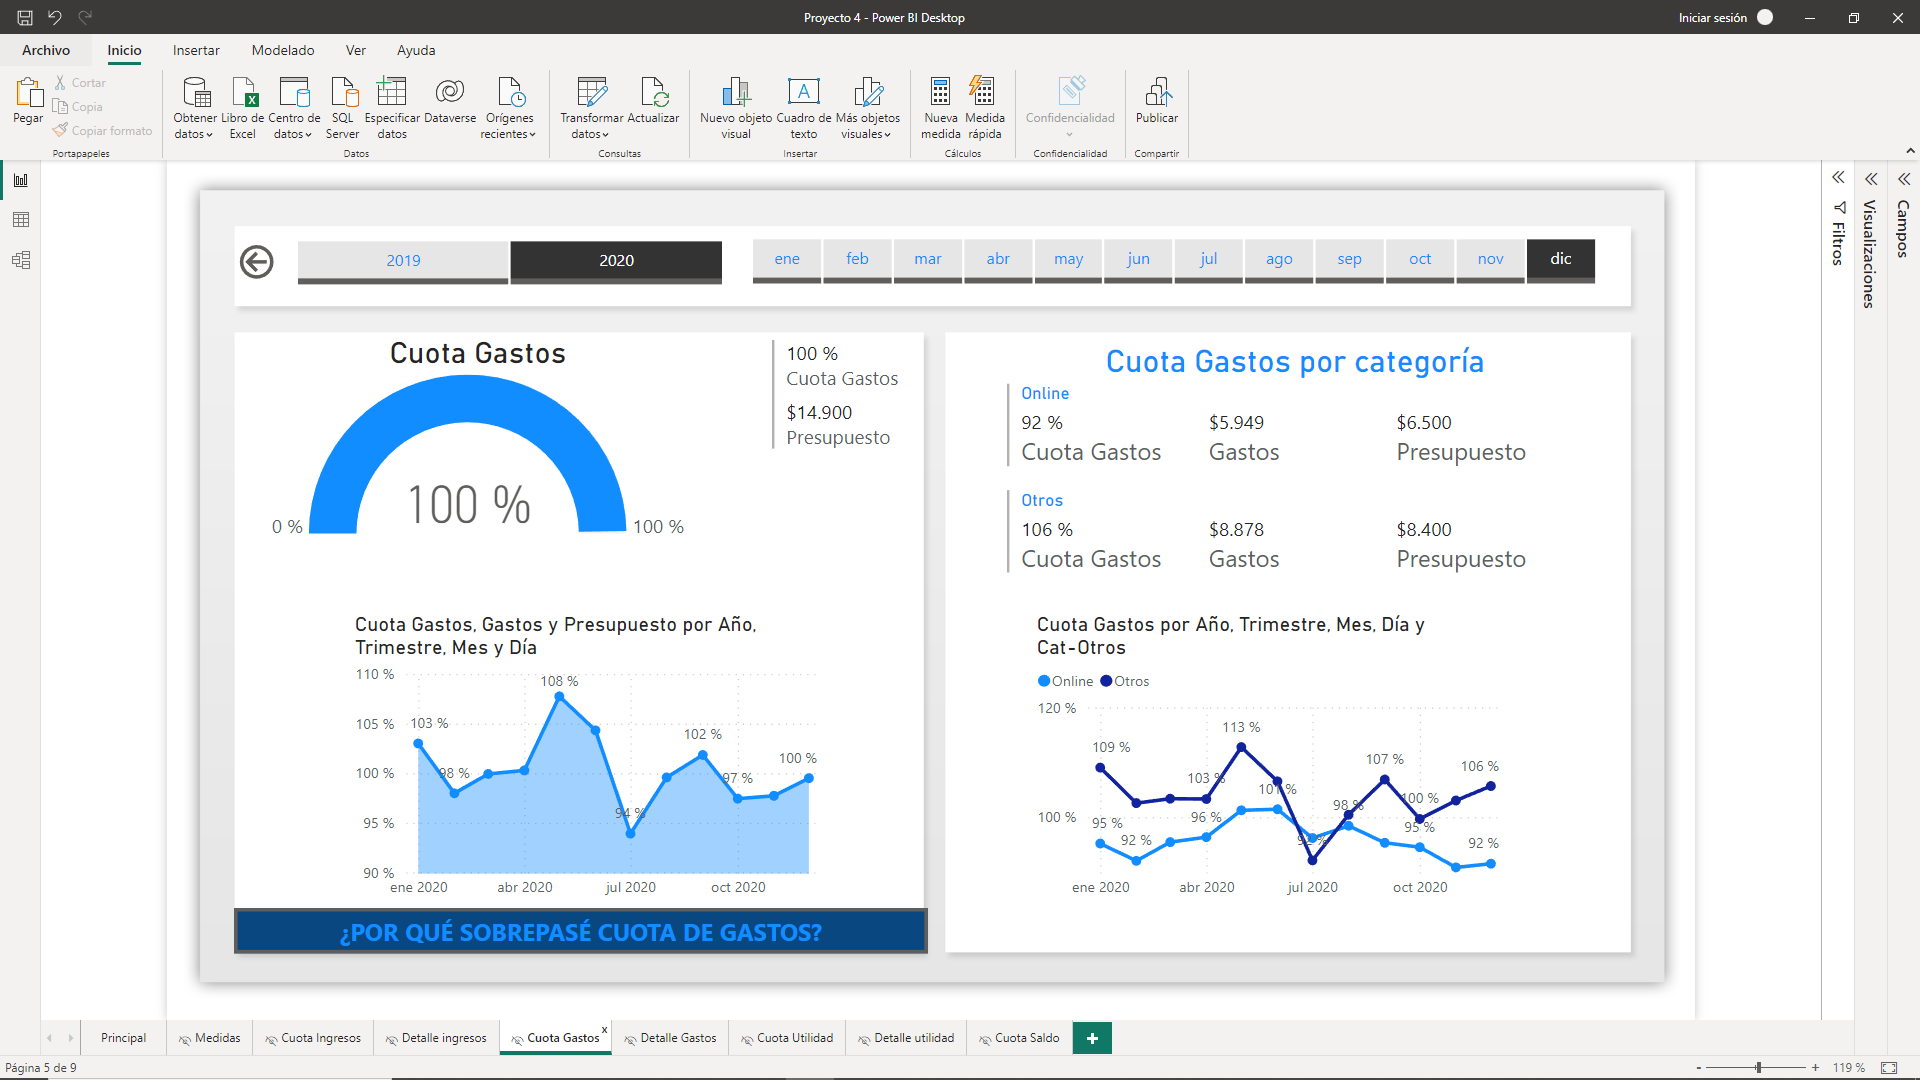 Proyecto 4 - Power BI Desktop
Iniciar sesión
Archivo
Inicio
Insertar
Modelado
Ver
Ayuda
Pegar
Cortar
Copia
Copiar formato
Portapapeles
Obtener datos
Libro de Excel
Centro de datos
SQL Server
Especificar datos
Dataverse
Orígenes recientes
Datos
Transformar datos
Actualizar
Consultas
Nuevo objeto visual
Cuadro de texto
Más objetos visuales
Insertar
Nueva medida
Medida rápida
Cálculos
Confidencialidad
Confidencialidad
Publicar
Compartir
Filtros
Visualizaciones
Campos
2019
2020
ene
feb
mar
abr
may
jun
jul
ago
sep
oct
nov
dic
Cuota Gastos
100 %
0 %
100 %
100 %
Cuota Gastos
$14.900
Presupuesto
Cuota Gastos, Gastos y Presupuesto por Año,
Trimestre, Mes y Día
110 %
105 %
100 %
95 %
90 %
103 %
98 %
108 %
94 %
102 %
97 %
100 %
ene 2020
abr 2020
jul 2020
oct 2020
¿POR QUÉ SOBREPASÉ CUOTA DE GASTOS?
Cuota Gastos por categoría
Online
92 %
$5.949
$6.500
Cuota Gastos
Gastos
Presupuesto
Otros
106 %
$8.878
$8.400
Cuota Gastos
Gastos
Presupuesto
Cuota Gastos por Año, Trimestre, Mes, Día y
Cat-Otros
Online
Otros
120 %
100 %
109 %
103 %
113 %
101 %
107 %
100 %
106 %
95 %
92 %
96 %
98 %
95 %
92 %
ene 2020
abr 2020
jul 2020
oct 2020
Principal
Medidas
Cuota Ingresos
Detalle ingresos
Cuota Gastos
x
Detalle Gastos
Cuota Utilidad
Detalle utilidad
Cuota Saldo
+
Página 5 de 9
- + 119 %